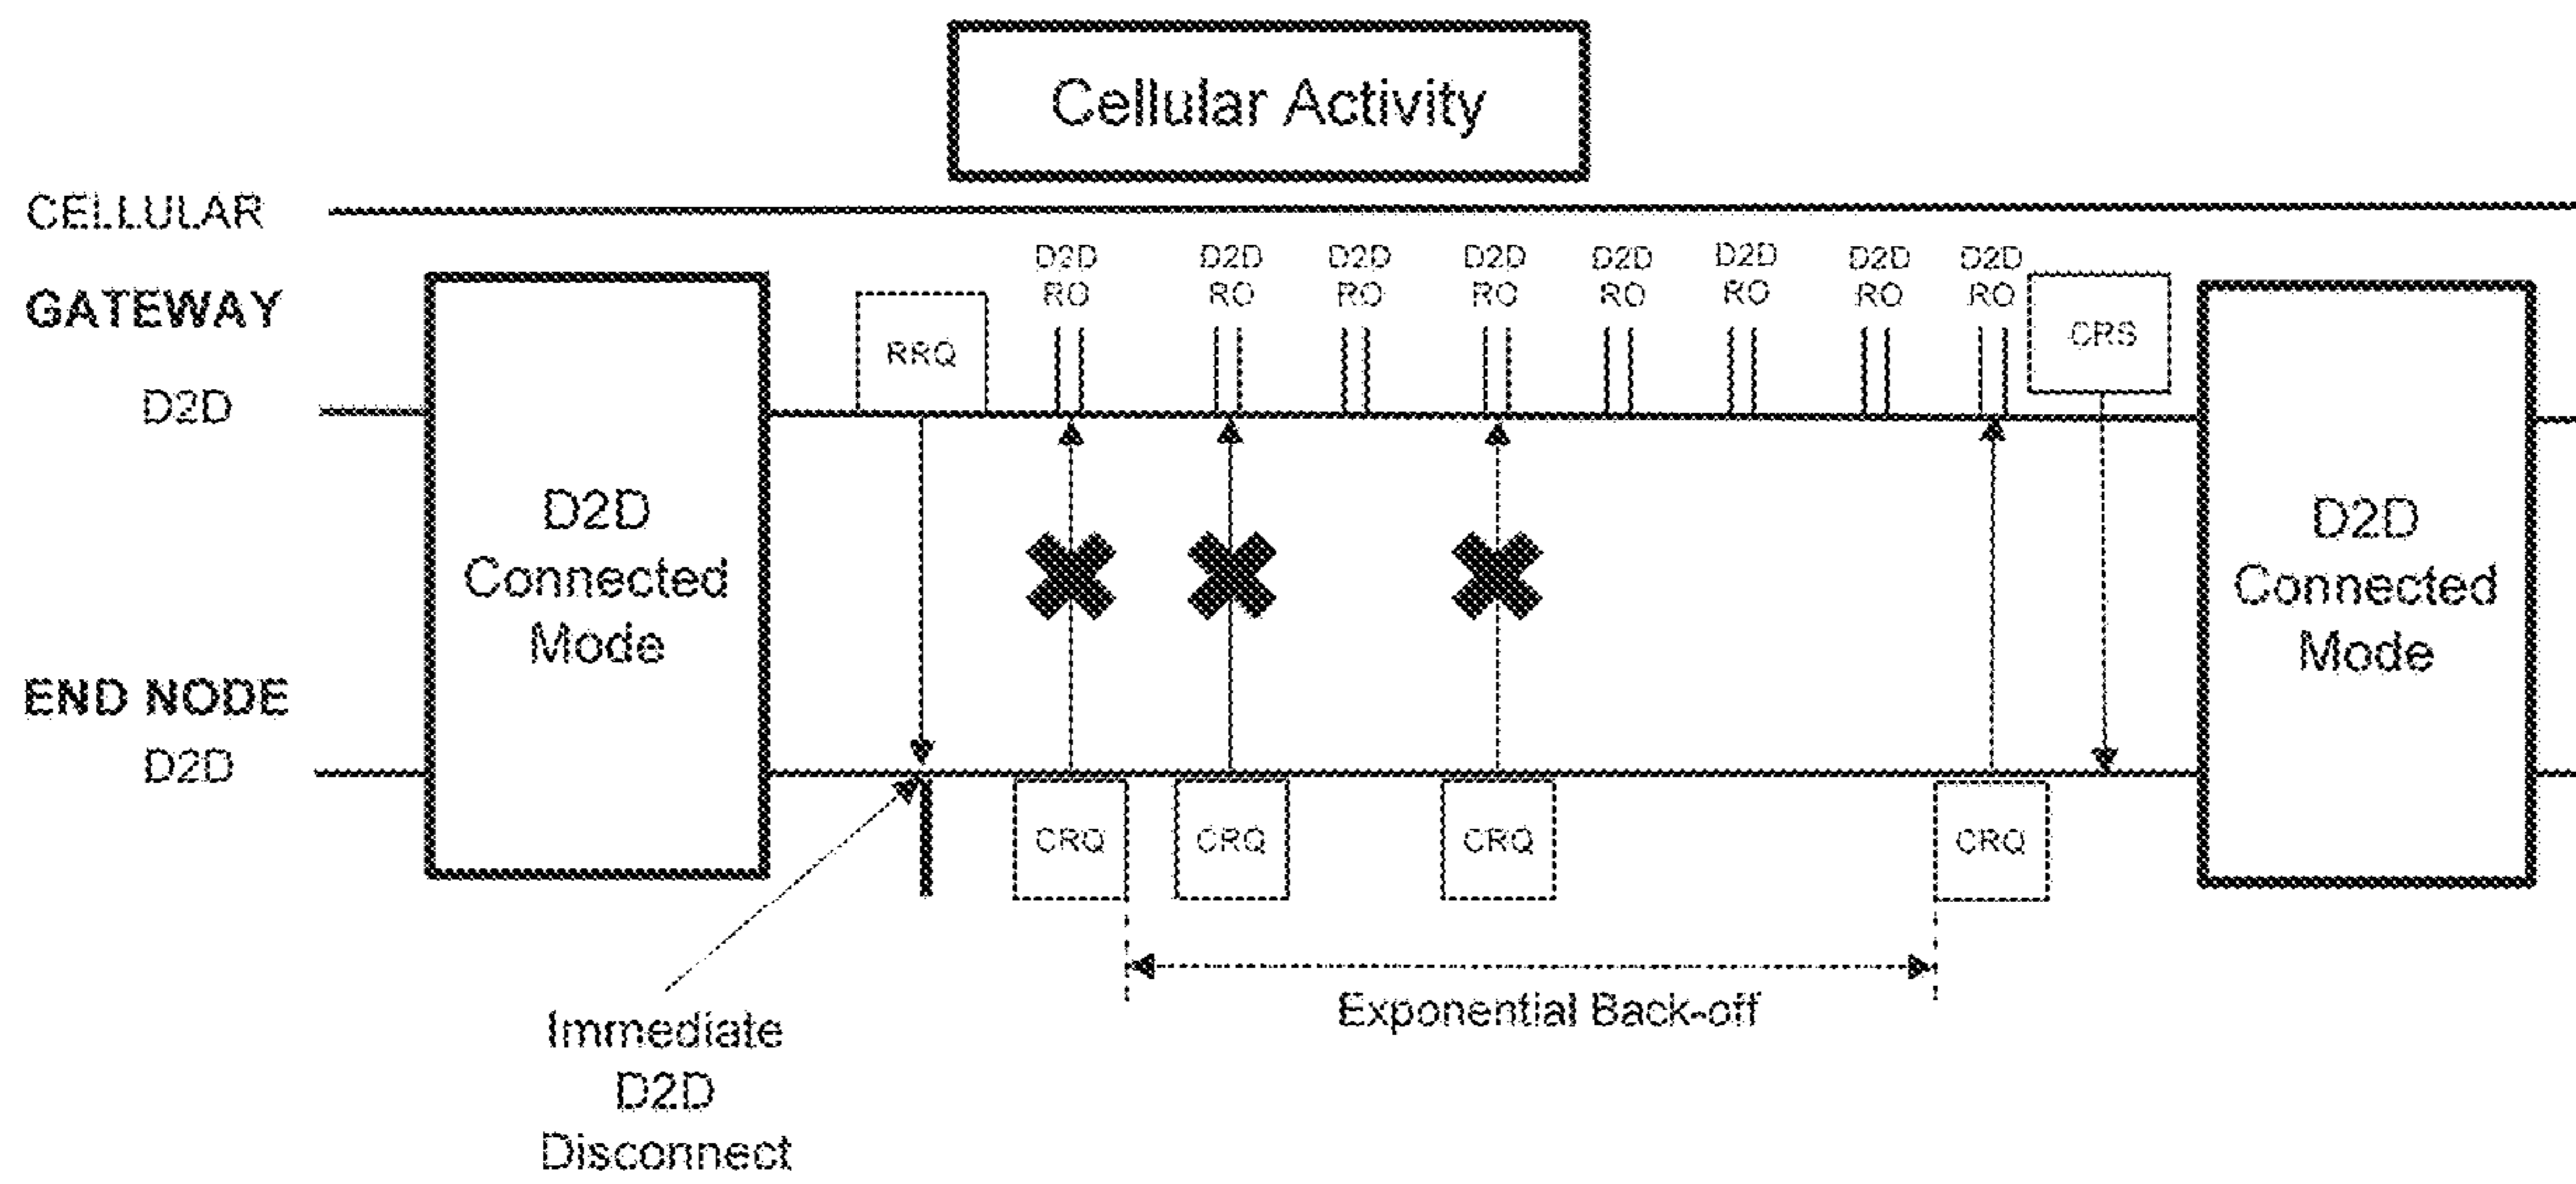 Cellular Activity
CELLULAR
GATEWAY
D2D
D2D
Connected
Mode
RRQ
D2D
RO
D2D
RO
D2D
RO
D2D
RO
D2D
RO
D2D
RO
D2D
RO
D2D
RO
CRS
D2D
Connected
Mode
END NODE
D2D
CRQ
CRQ
CRQ
CRQ
Exponential Back-off
Immediate
D2D
Disconnect